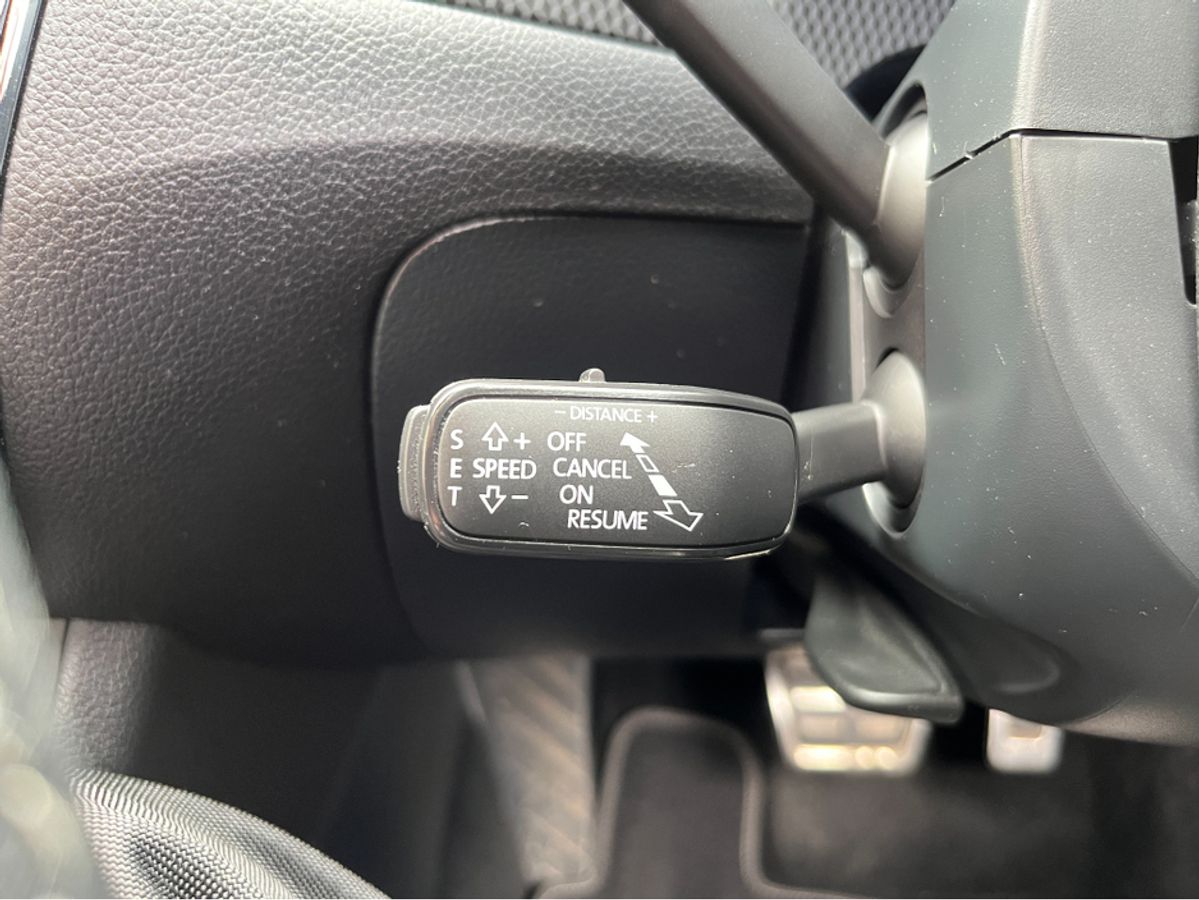 − DISTANCE +
S + OFF
E SPEED CANCEL
T − ON
RESUME